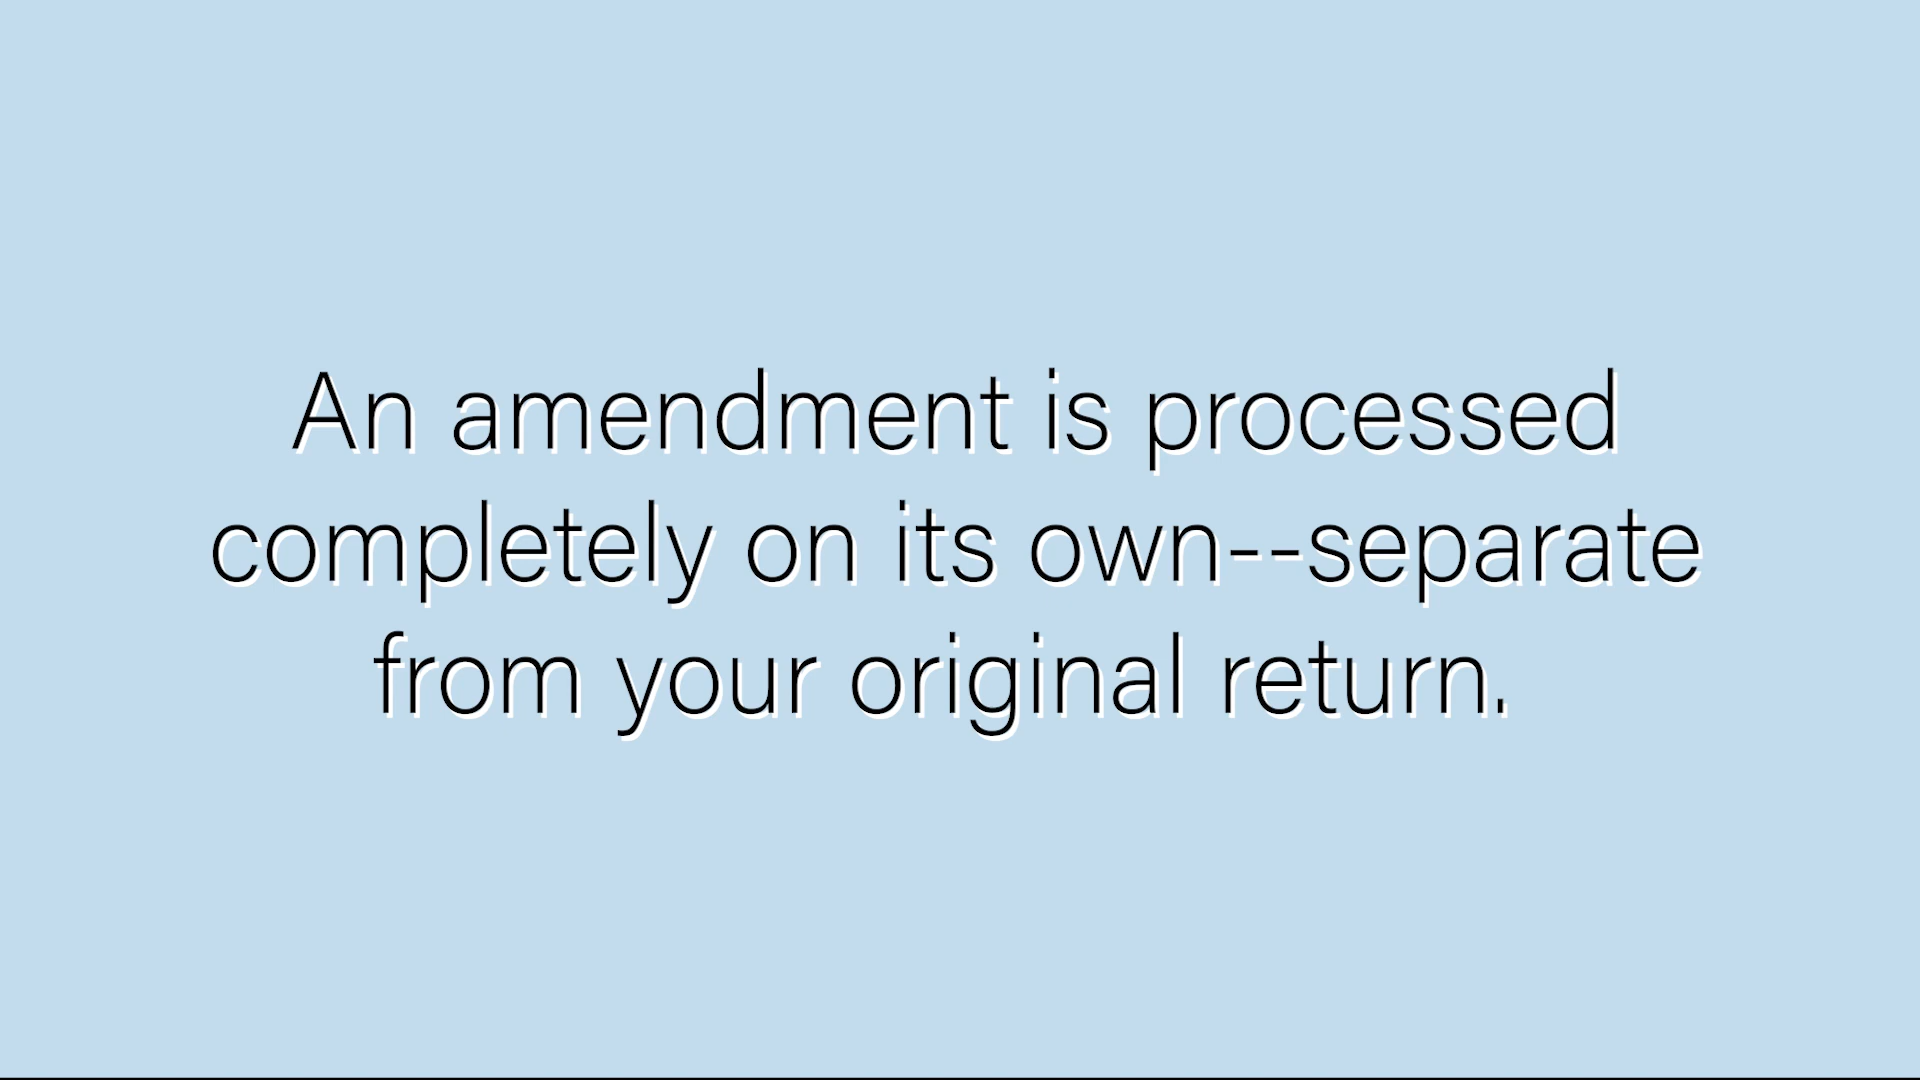 An amendment is processed
completely on its own--separate
from your original return.